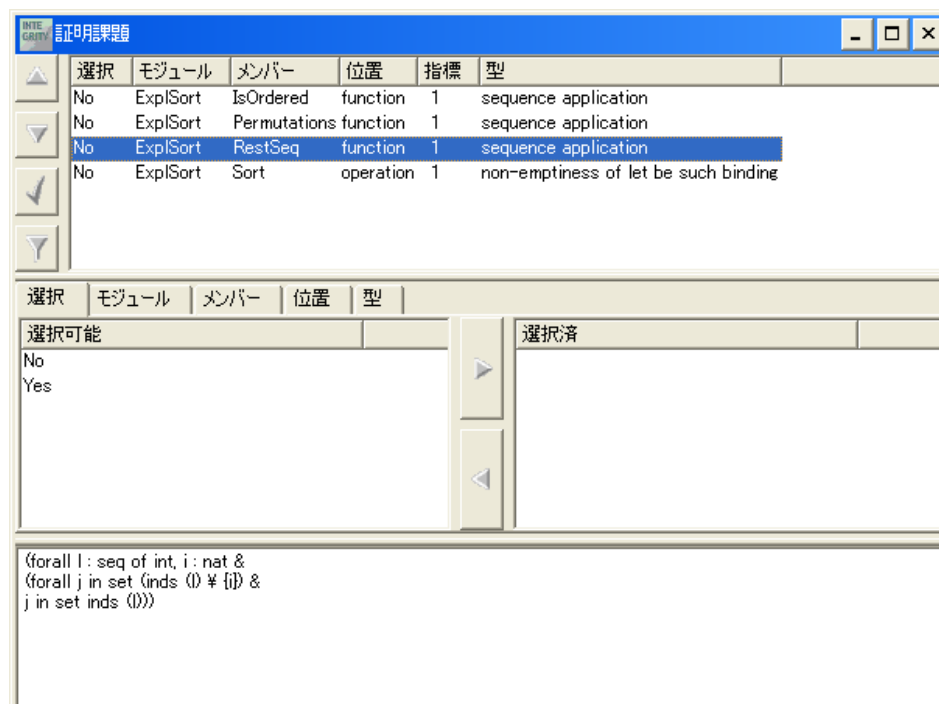 INTE
GRITY 証明課題
選択 モジュール メンバー 位置 指標 型
No ExplSort IsOrdered function 1 sequence application
No ExplSort Permutations function 1 sequence application
No ExplSort RestSeq function 1 sequence application
No ExplSort Sort operation 1 non-emptiness of let be such binding
選択 モジュール メンバー 位置 型
選択可能 選択済
No
Yes
(forall l : seq of int, i : nat &
(forall j in set (inds (l) ¥ {i}) &
j in set inds (l)))